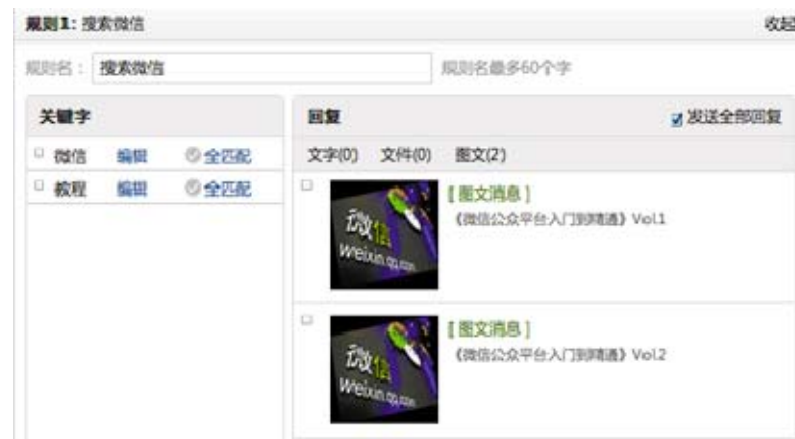 规则1: 搜索微信 收起
规则名： 搜索微信 规则名最多60个字
关键字
微信 编辑 全匹配
教程 编辑 全匹配
回复 发送全部回复
文字(0) 文件(0) 图文(2)
微信
weixin.qq.com
[ 图文消息 ]
《微信公众平台入门到精通》 Vol.1
微信
weixin.qq.com
[ 图文消息 ]
《微信公众平台入门到精通》 Vol.2